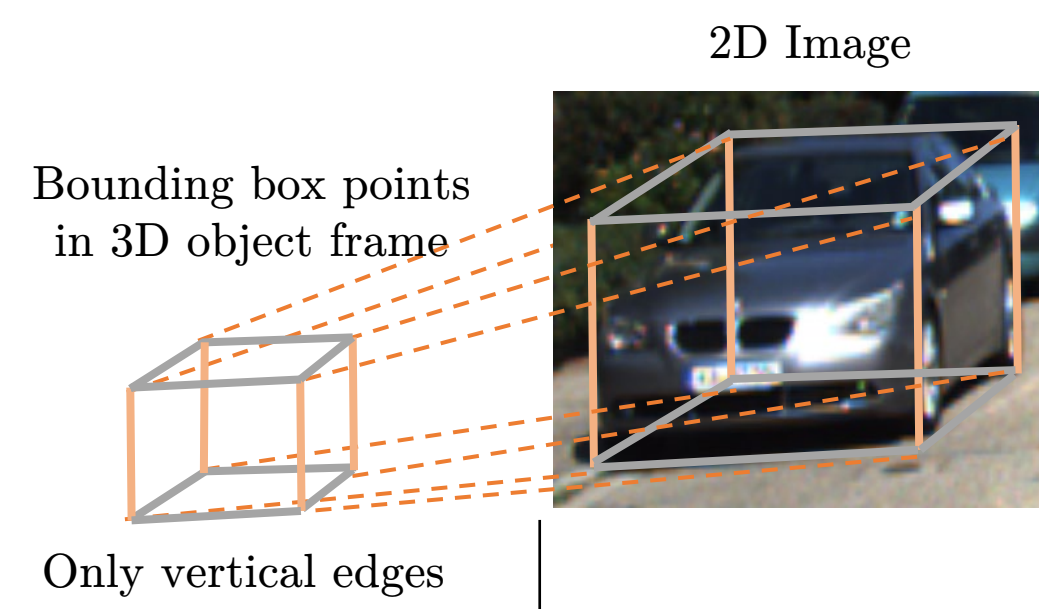 2D Image
Bounding box points
in 3D object frame
Only vertical edges